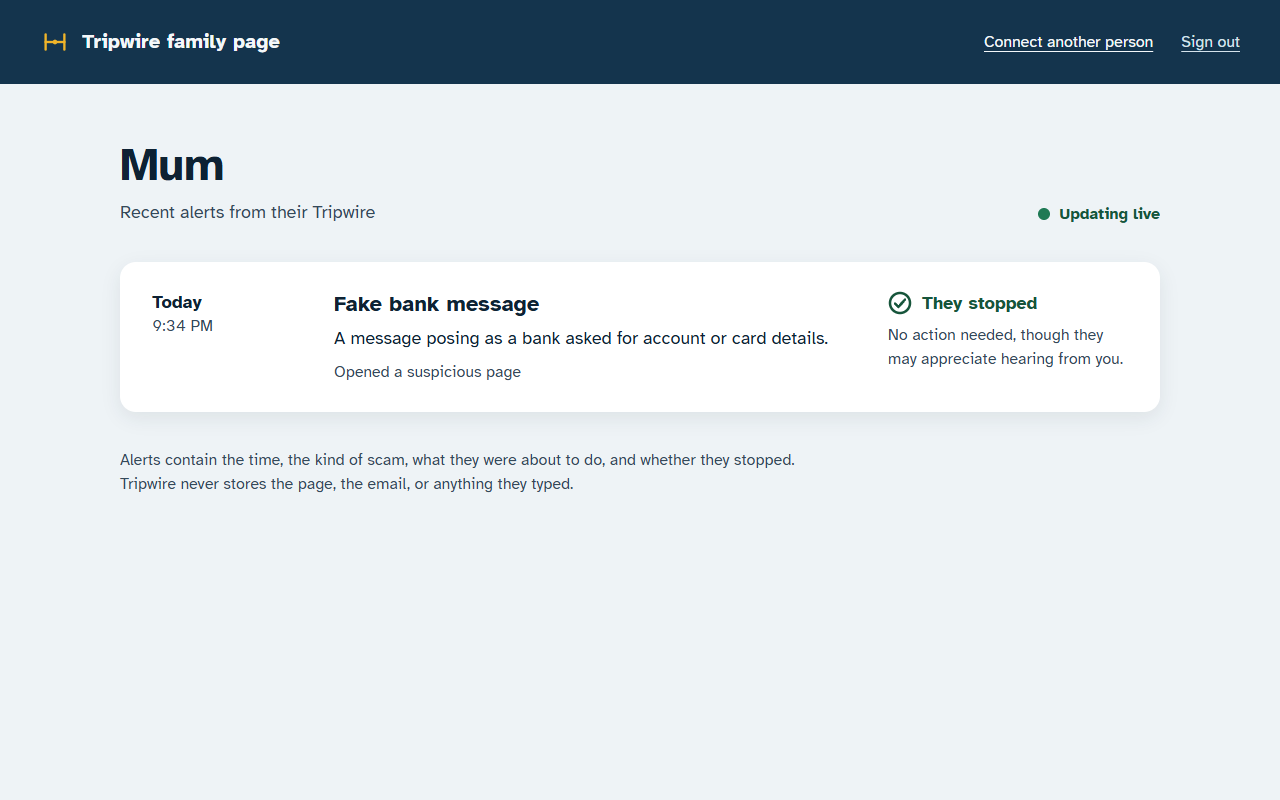 Tripwire family page
Connect another person
Sign out
Mum
Recent alerts from their Tripwire
Updating live
Today
9:34 PM
Fake bank message
A message posing as a bank asked for account or card details.
Opened a suspicious page
They stopped
No action needed, though they
may appreciate hearing from you.
Alerts contain the time, the kind of scam, what they were about to do, and whether they stopped.
Tripwire never stores the page, the email, or anything they typed.